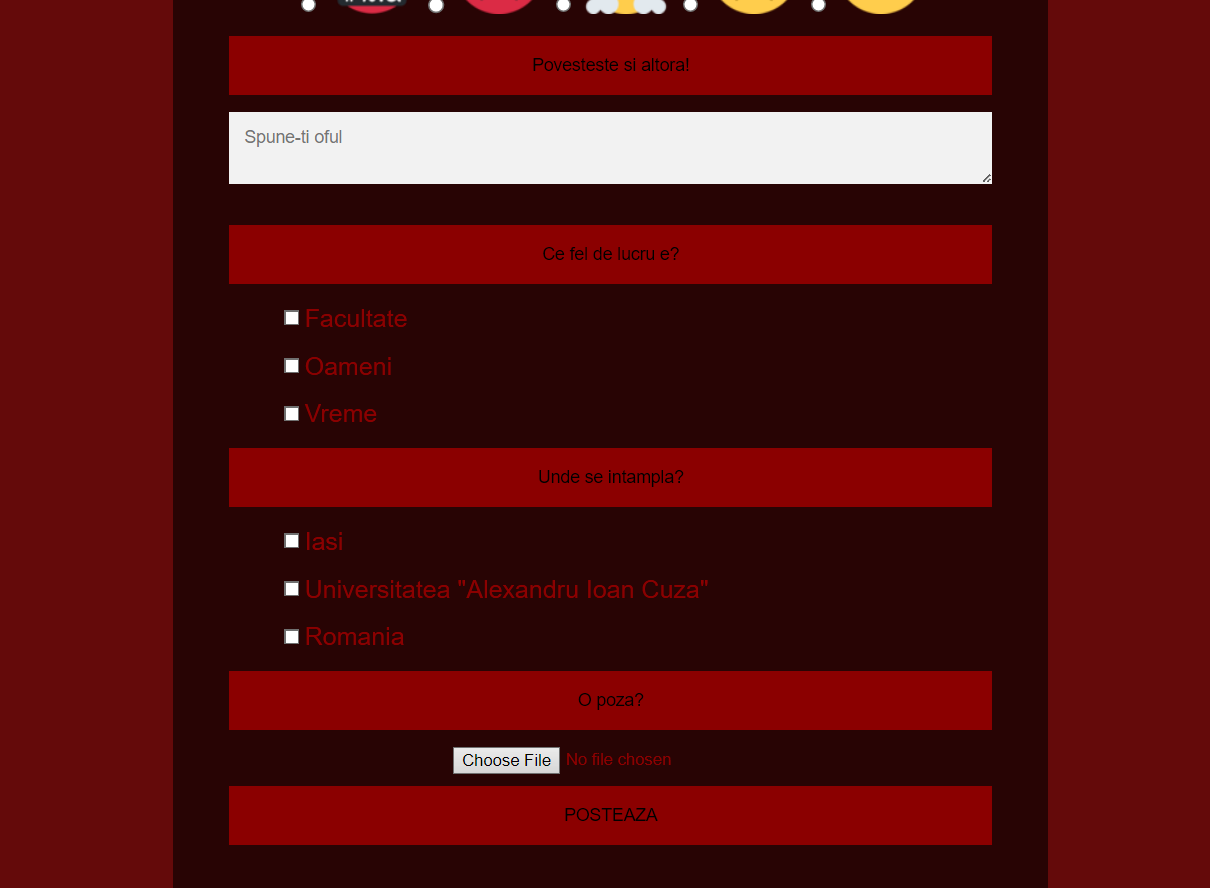 Povesteste si altora!
Spune-ti oful
Ce fel de lucru e?
Facultate
Oameni
Vreme
Unde se intampla?
Iasi
Universitatea "Alexandru Ioan Cuza"
Romania
O poza?
Choose File No file chosen
POSTEAZA